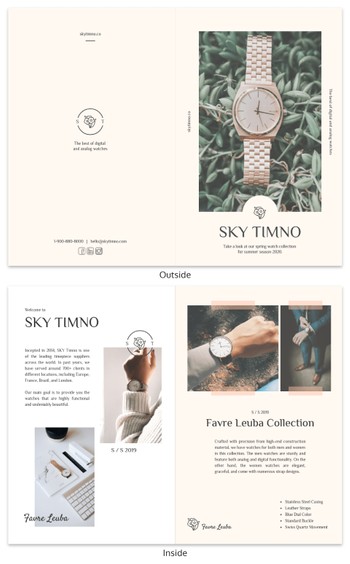 skytimno.co
S T
The best of digital
and analog watches.
1-900-480-8000 | hello@skytimno.com
skytimno.co
The best of digital and analog watches.
SKY TIMNO
Take a look at our spring watch collection
for summer season 2020
Outside
Welcome to
SKY TIMNO
Incepted in 2010, SKY Timno is one
of the leading timepiece suppliers
across the world. In past years, we
have served around 790+ clients in
different locations, including Europe,
France, Brazil, and London.
Our main goal is to provide you the
watches that are highly functional
and undeniably beautiful.
S T
S / S 2019
Favre Leuba
S / S 2019
Favre Leuba Collection
Crafted with precision from high-end construction
material, we have watches for both men and women
in this collection. The men watches are sturdy and
feature both analog and digital functionality. On the
other hand, the women watches are elegant,
graceful, and come with numerous strap designs.
Favre Leuba
• Stainless Steel Casing
• Leather Straps
• Blue Dial Color
• Standard Buckle
• Swiss Quartz Movement
Inside